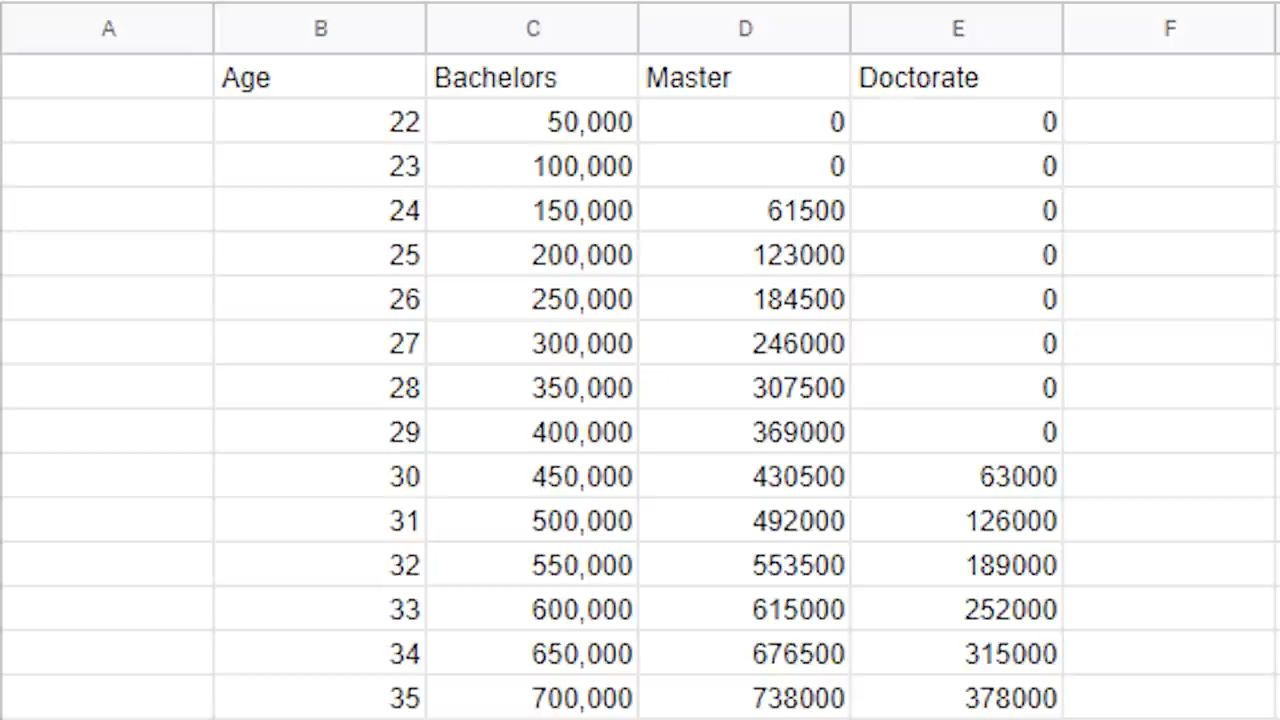 A B C D E F
Age Bachelors Master Doctorate
22 50,000 0 0
23 100,000 0 0
24 150,000 61500 0
25 200,000 123000 0
26 250,000 184500 0
27 300,000 246000 0
28 350,000 307500 0
29 400,000 369000 0
30 450,000 430500 63000
31 500,000 492000 126000
32 550,000 553500 189000
33 600,000 615000 252000
34 650,000 676500 315000
35 700,000 738000 378000